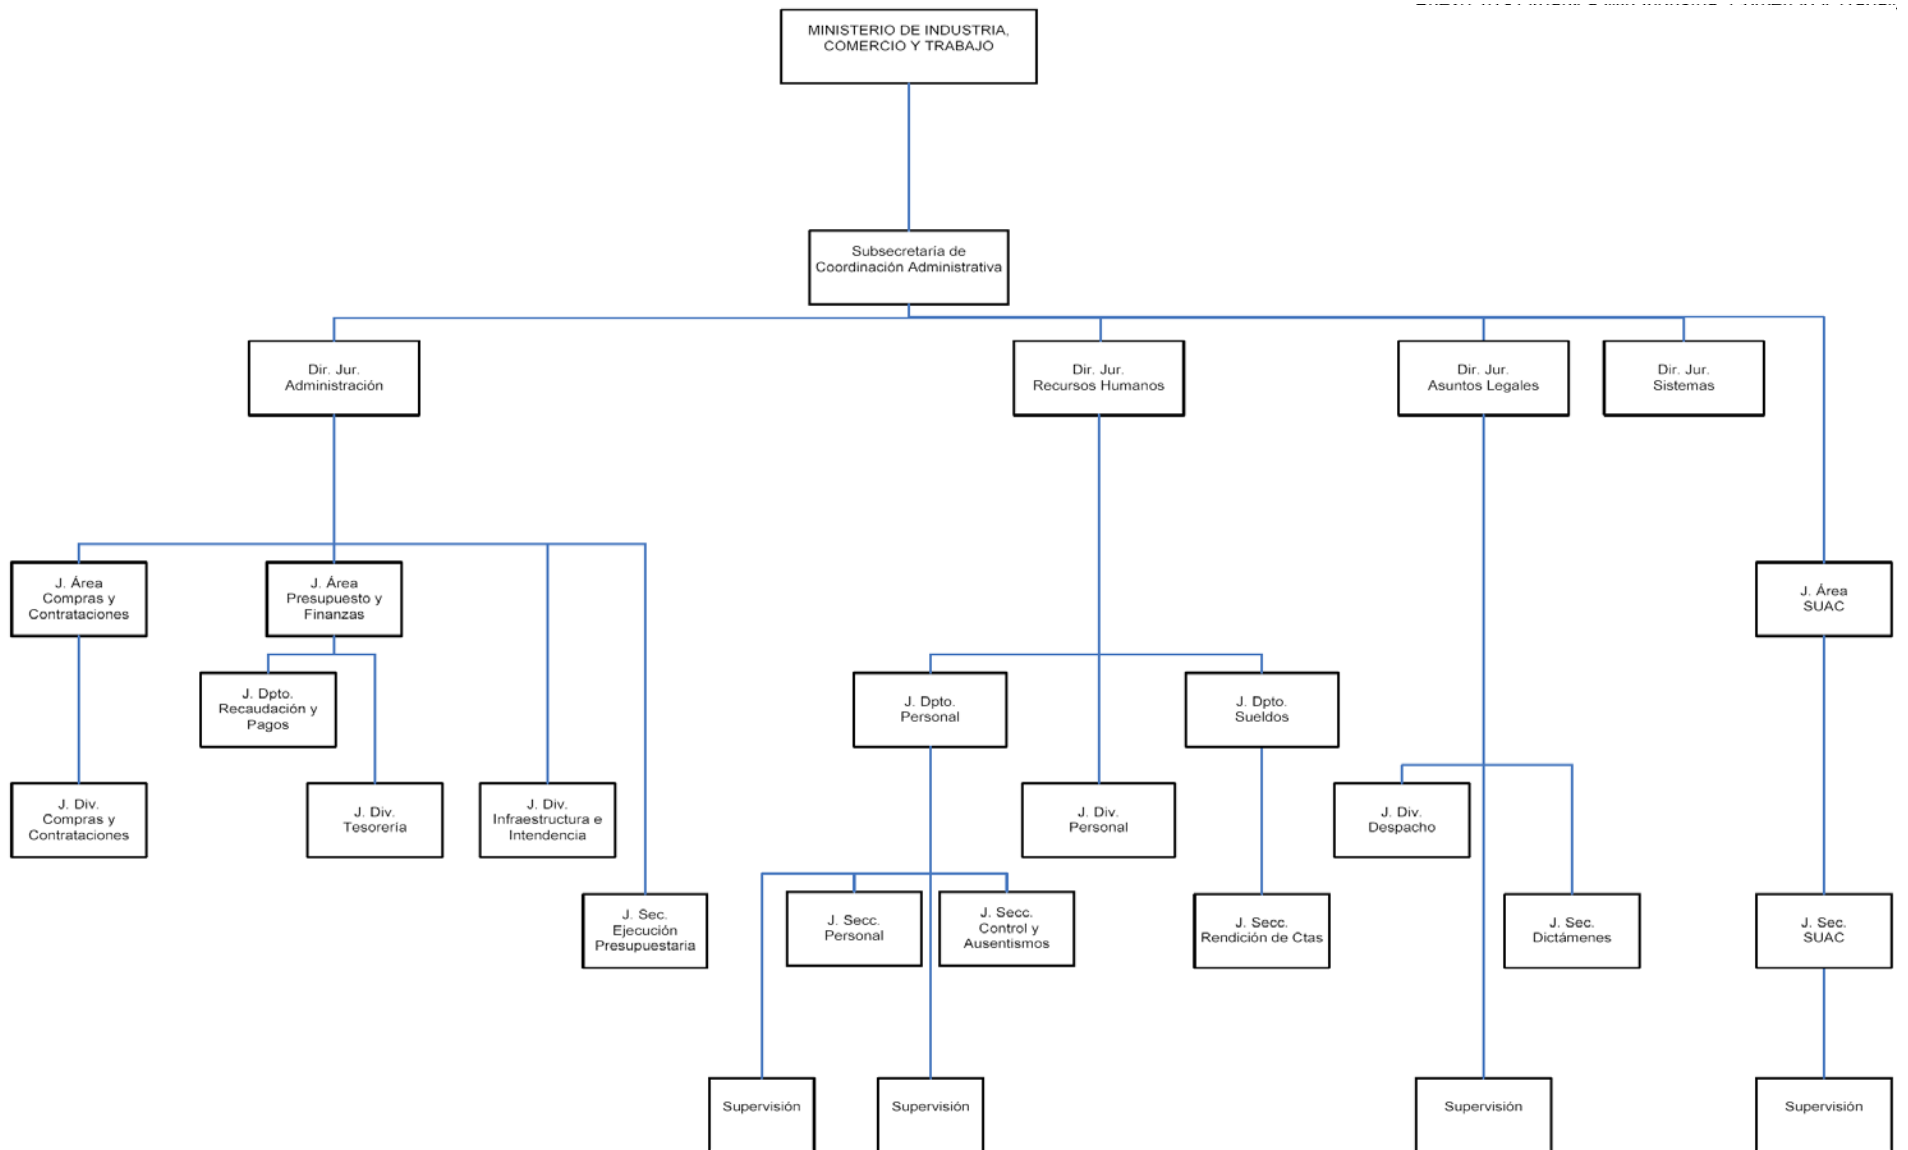 MINISTERIO DE INDUSTRIA,
COMERCIO Y TRABAJO
Subsecretaría de
Coordinación Administrativa
Dir. Jur.
Administración
Dir. Jur.
Recursos Humanos
Dir. Jur.
Asuntos Legales
Dir. Jur.
Sistemas
J. Área
Compras y
Contrataciones
J. Área
Presupuesto y
Finanzas
J. Área
SUAC
J. Dpto.
Recaudación y
Pagos
J. Dpto.
Personal
J. Dpto.
Sueldos
J. Div.
Compras y
Contrataciones
J. Div.
Tesorería
J. Div.
Infraestructura e
Intendencia
J. Div.
Personal
J. Div.
Despacho
J. Sec.
Ejecución
Presupuestaria
J. Secc.
Personal
J. Secc.
Control y
Ausentismos
J. Secc.
Rendición de Ctas
J. Sec.
Dictámenes
J. Sec.
SUAC
Supervisión
Supervisión
Supervisión
Supervisión